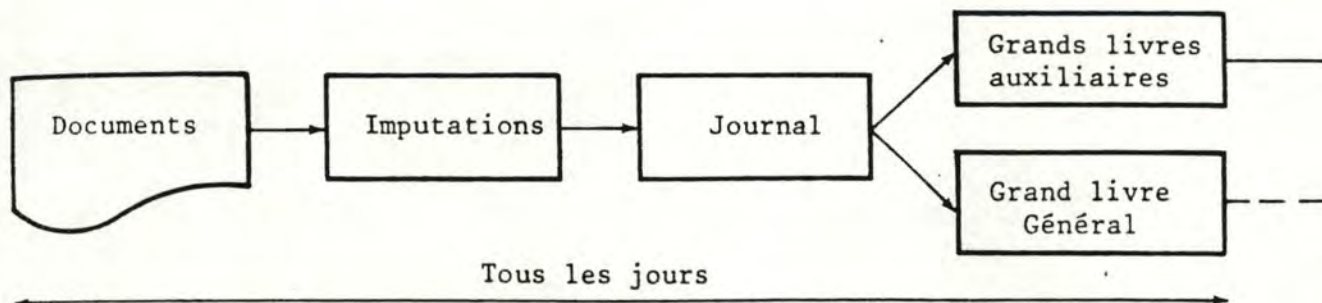 Documents
Imputations
Journal
Grands livres
auxiliaires
Grand livre
Général
Tous les jours